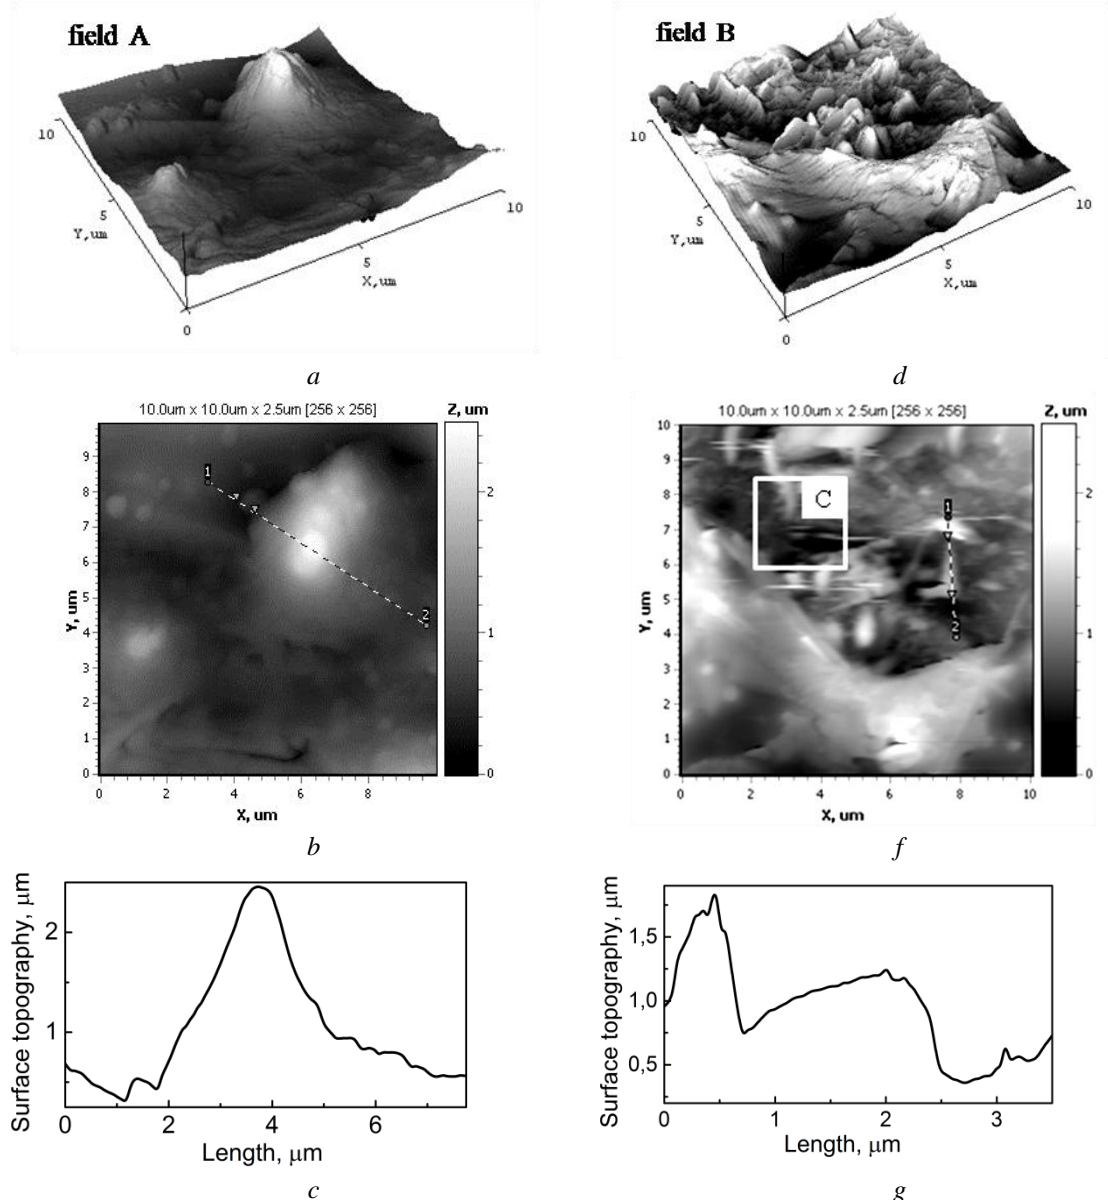 field A
10
5
Y,um
0
5
X,um
10
a
field B
10
5
Y,um
0
5
X,um
10
d
10.0um x 10.0um x 2.5um [256 x 256]
Z, um
9
8
7
6
5
4
3
2
1
0
Y, um
1
2
0
2
4
6
8
X, um
2
1
0
b
10.0um x 10.0um x 2.5um [256 x 256]
Z, um
10
9
8
7
6
5
4
3
2
1
0
Y, um
C
1
2
0
2
4
6
8
10
X, um
2
1
0
f
Surface topography, μm
2
1
0
2
4
6
Length, μm
c
Surface topography, μm
1,5
1,0
0,5
0
1
2
3
Length, μm
g